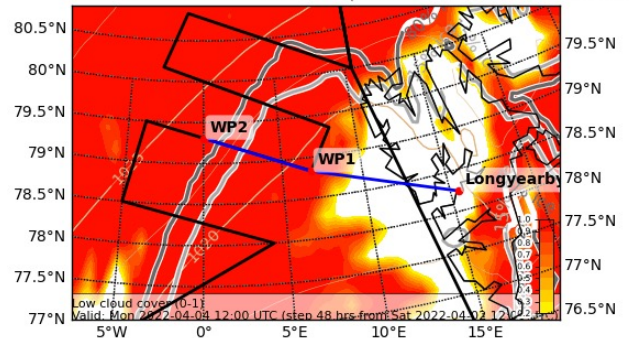 80.5°N
80°N
79.5°N
79°N
78.5°N
78°N
77.5°N
77°N
79.5°N
79°N
78.5°N
78°N
77.5°N
77°N
76.5°N
WP2
WP1
Longyearby
1.0
0.9
0.8
0.7
0.6
0.5
0.4
0.3
0.2
Low cloud cover (0-1)
Valid: Mon 2022-04-04 12:00 UTC (step 48 hrs from Sat 2022-04-02 12:00
5°W
0°
5°E
10°E
15°E